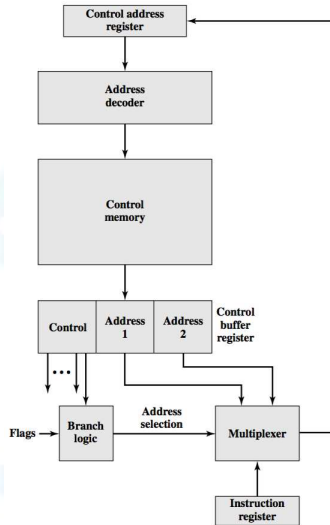 Control address
register
Address
decoder
Control
memory
Control
Address
1
Address
2
Control
buffer
register
Flags
Branch
logic
Address
selection
Multiplexer
Instruction
register